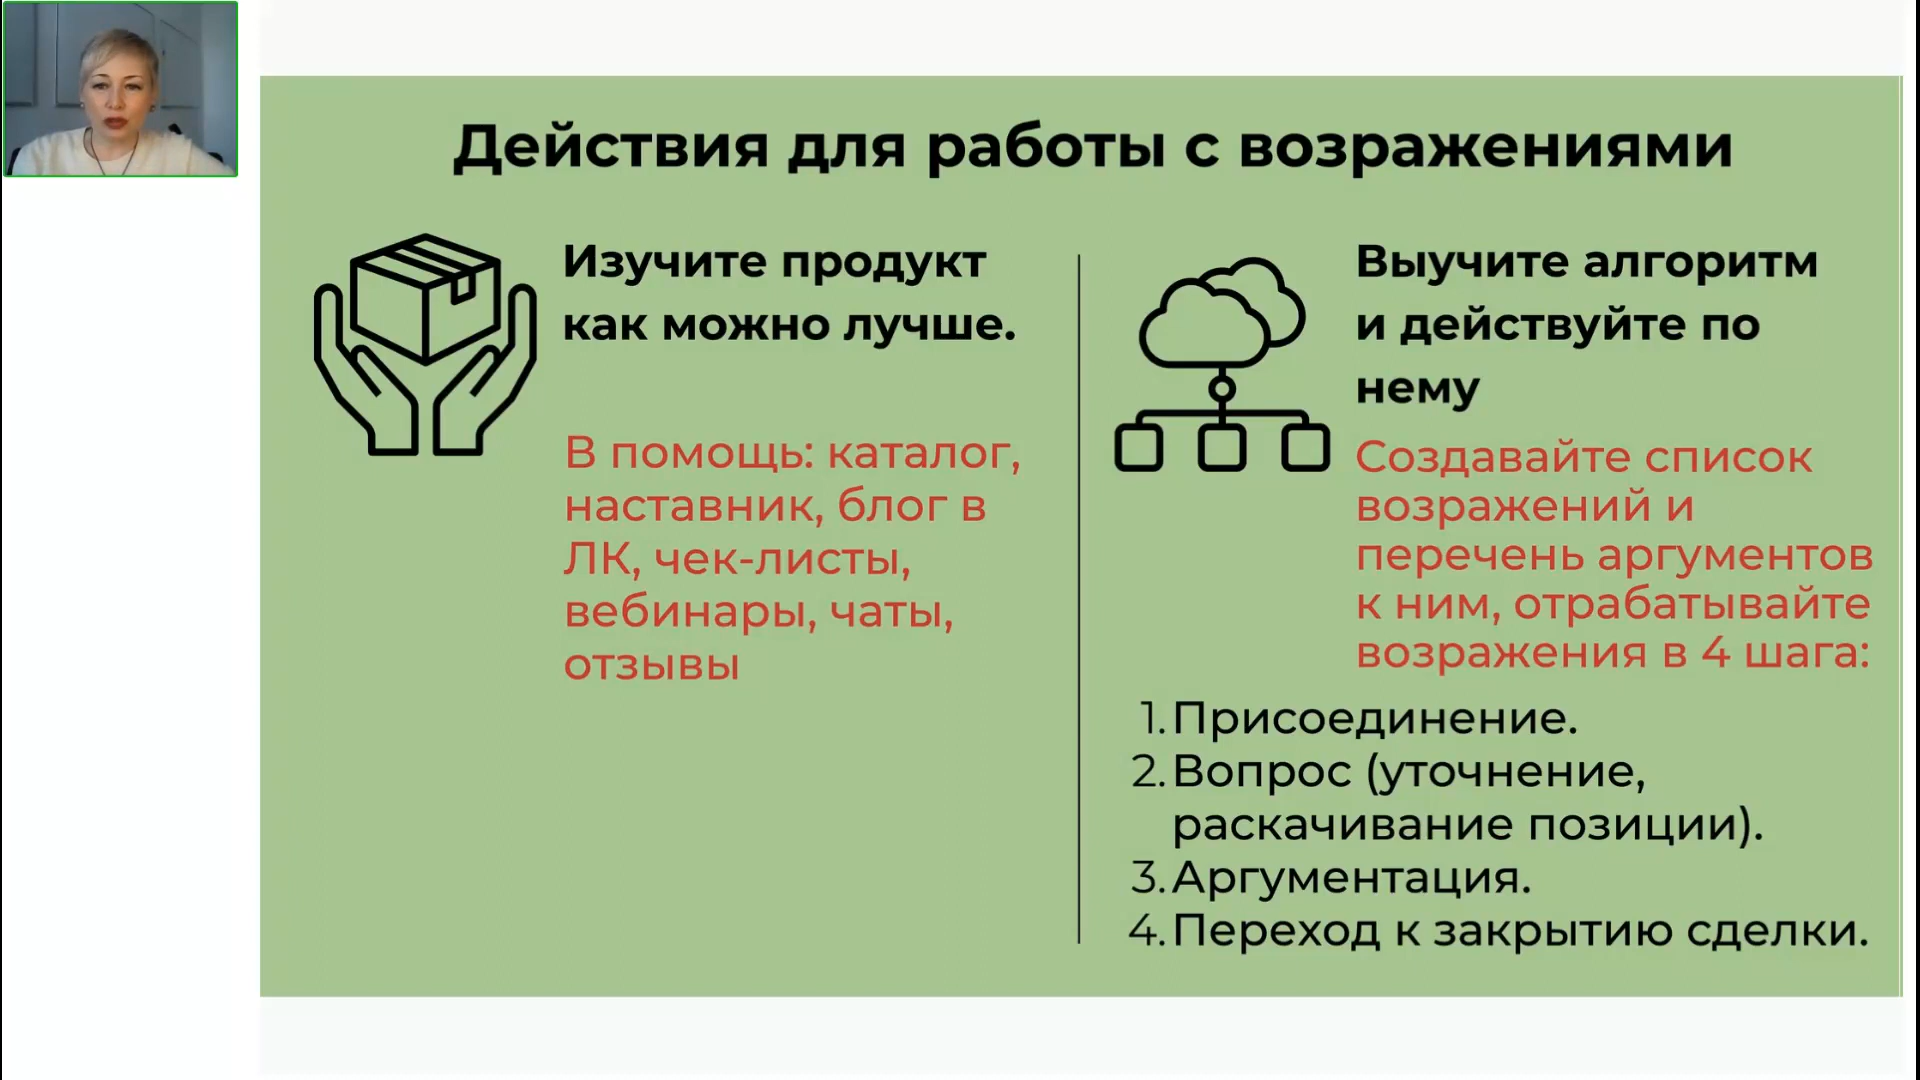 Действия для работы с возражениями
Изучите продукт
как можно лучше.
В помощь: каталог,
наставник, блог в
ЛК, чек-листы,
вебинары, чаты,
отзывы
Выучите алгоритм
и действуйте по
нему
Создавайте список
возражений и
перечень аргументов
к ним, отрабатывайте
возражения в 4 шага:
1. Присоединение.
2. Вопрос (уточнение,
раскачивание позиции).
3. Аргументация.
4. Переход к закрытию сделки.